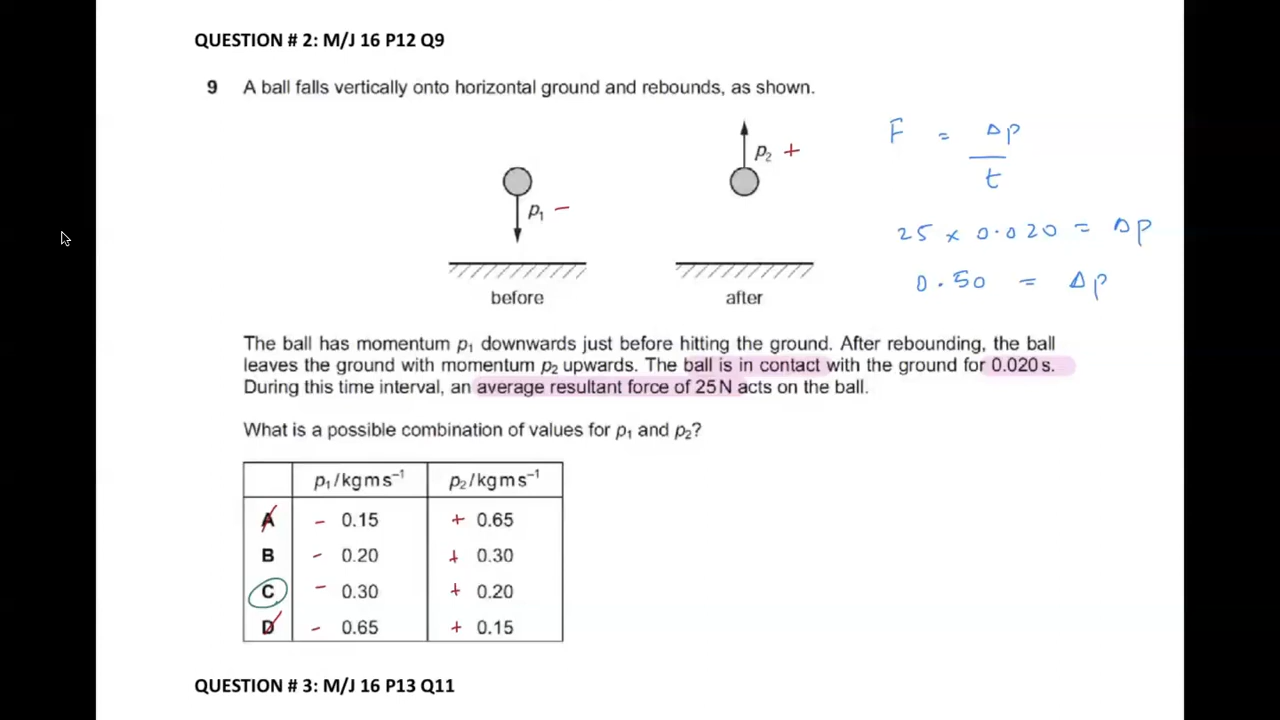 QUESTION # 2: M/J 16 P12 Q9
9 A ball falls vertically onto horizontal ground and rebounds, as shown.
p₁ −
before
p₂ +
after
F = Δp
t
25 × 0.020 = Δp
0.50 = Δp
The ball has momentum p₁ downwards just before hitting the ground. After rebounding, the ball
leaves the ground with momentum p₂ upwards. The ball is in contact with the ground for 0.020 s.
During this time interval, an average resultant force of 25 N acts on the ball.
What is a possible combination of values for p₁ and p₂?
p₁/kg m s⁻¹ p₂/kg m s⁻¹
A − 0.15 + 0.65
B − 0.20 + 0.30
C − 0.30 + 0.20
D − 0.65 + 0.15
QUESTION # 3: M/J 16 P13 Q11